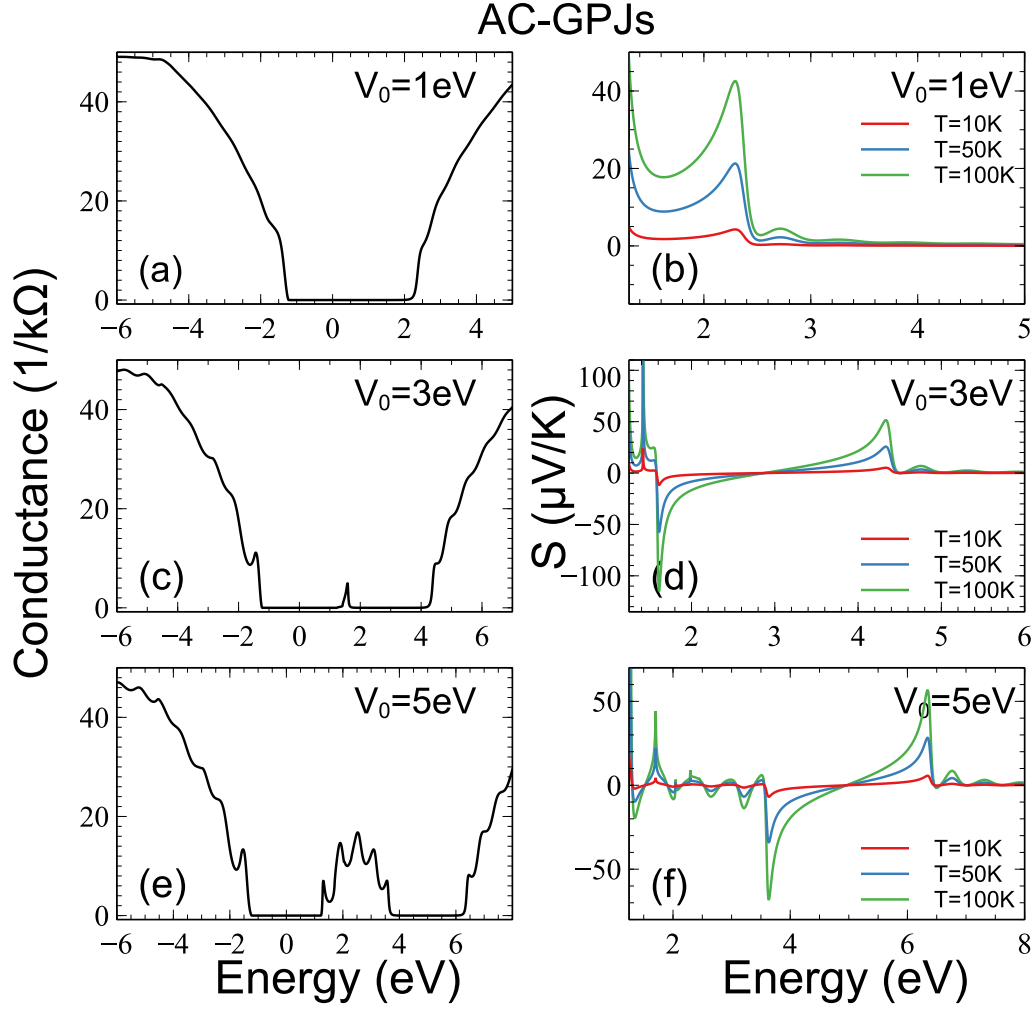 AC-GPJs
Conductance (1/kΩ)
V₀=1eV
(a)
40
20
0
−6 −4 −2 0 2 4
V₀=1eV
T=10K
T=50K
T=100K
(b)
40
20
0
2 3 4 5
V₀=3eV
(c)
40
20
0
−6 −4 −2 0 2 4 6
S (µV/K)
V₀=3eV
T=10K
T=50K
T=100K
(d)
100
50
0
−50
−100
2 3 4 5 6
V₀=5eV
(e)
40
20
0
−6 −4 −2 0 2 4 6
Energy (eV)
V₀=5eV
T=10K
T=50K
T=100K
(f)
50
0
−50
2 4 6 8
Energy (eV)